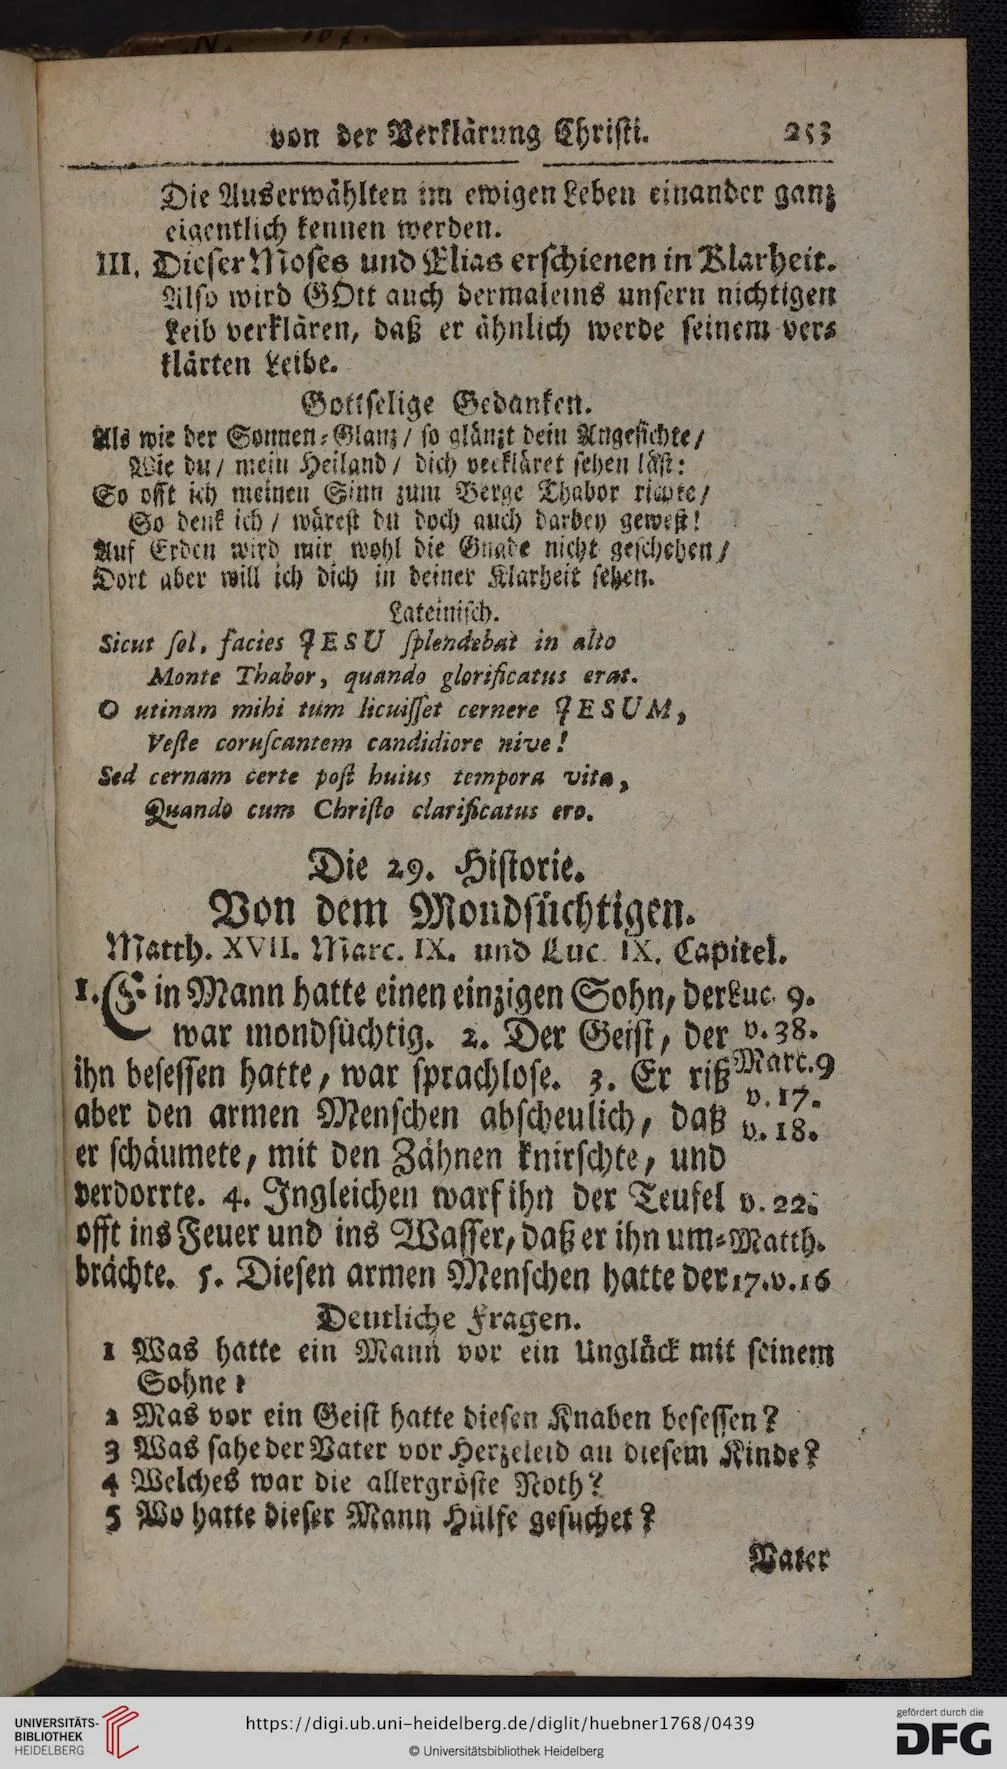 von der Verklärung Christi. 253
Die Auserwählten im ewigen Leben einander ganz
eigentlich kennen werden.
III. Dieser Moses und Elias erschienen in Klarheit.
Also wird GOtt auch dermaleins unsern nichtigen
Leib verklären, daß er ähnlich werde seinem ver-
klärten Leibe.
Gottselige Gedanken.
Als wie der Sonnen-Glanz / so glänzt dein Angesichte /
Wie du / mein Heiland / dich verkläret sehen läst:
So offt ich meinen Sinn zum Berge Thabor richte /
So denk ich / wärest du doch auch darbey gewest!
Auf Erden wird mir wohl die Gnade nicht geschehen /
Dort aber will ich dich in deiner Klarheit sehen.
Lateinisch.
Sicut sol, facies JESU splendebat in alto
Monte Thabor, quando glorificatus erat.
O utinam mihi tum licuisset cernere JESUM,
Veste coruscantem candidiore nive!
Sed cernam certe post huius tempora vita,
Quando cum Christo clarificatus ero.
Die 29. Historie.
Von dem Mondsüchtigen.
Matth. XVII. Marc. IX. und Luc. IX. Capitel.
1. Ein Mann hatte einen einzigen Sohn, der Luc. 9.
war mondsüchtig. 2. Der Geist, der v. 38.
ihn besessen hatte, war sprachlose. 3. Er riß Marc. 9
v. 17.
aber den armen Menschen abscheulich, daß v. 18.
er schäumete, mit den Zähnen knirschte, und
verdorrte. 4. Ingleichen warf ihn der Teufel v. 22.
offt ins Feuer und ins Wasser, daß er ihn um- Matth.
brächte. 5. Diesen armen Menschen hatte der 17. v. 16
Deutliche Fragen.
1 Was hatte ein Mann vor ein Unglück mit seinem
Sohne?
2 Mas vor ein Geist hatte diesen Knaben besessen?
3 Was sahe der Vater vor Herzeleid an diesem Kinde?
4 Welches war die allergröste Noth?
5 Wo hatte dieser Mann Hülfe gesuchet?
Vater
UNIVERSITÄTS-
BIBLIOTHEK
HEIDELBERG
https://digi.ub.uni-heidelberg.de/diglit/huebner1768/0439
© Universitätsbibliothek Heidelberg
gefördert durch die
DFG